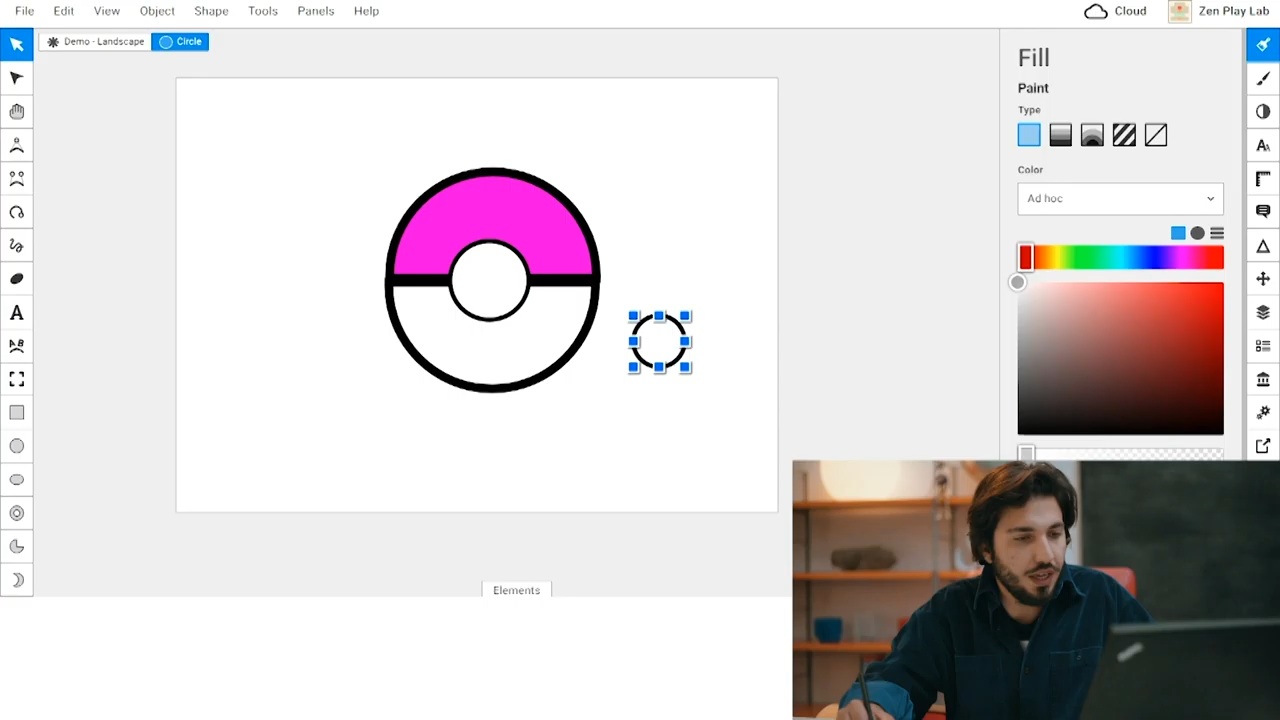 File Edit View Object Shape Tools Panels Help
Cloud Zen Play Lab
Demo - Landscape Circle
Fill
Paint
Type
Color
Ad hoc
A
A
Elements